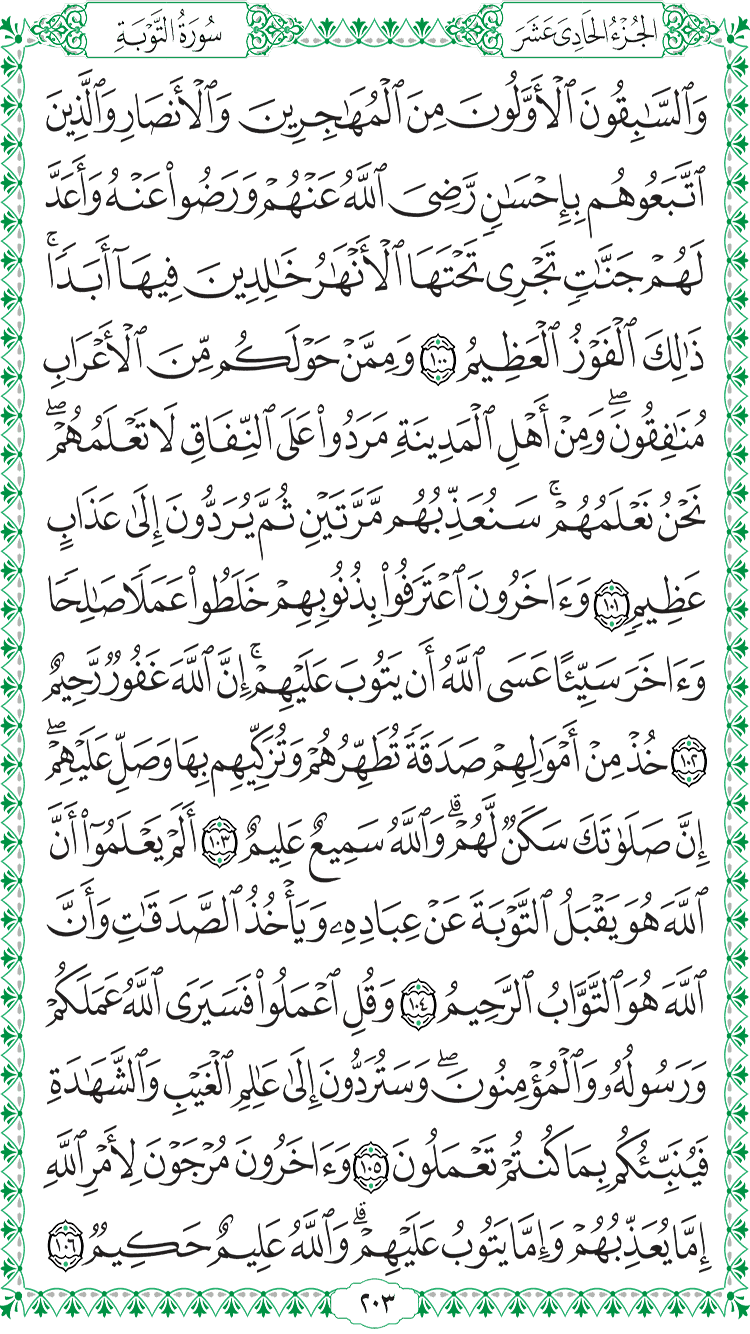 الجُزْءُ الحَادِى عَشَرَ
سُورَةُ التَّوْبَةِ
وَٱلسَّٰبِقُونَ ٱلْأَوَّلُونَ مِنَ ٱلْمُهَٰجِرِينَ وَٱلْأَنصَارِ وَٱلَّذِينَ
ٱتَّبَعُوهُم بِإِحْسَٰنٍ رَّضِىَ ٱللَّهُ عَنْهُمْ وَرَضُوا۟ عَنْهُ وَأَعَدَّ
لَهُمْ جَنَّٰتٍ تَجْرِى تَحْتَهَا ٱلْأَنْهَٰرُ خَٰلِدِينَ فِيهَآ أَبَدًا ۚ
ذَٰلِكَ ٱلْفَوْزُ ٱلْعَظِيمُ ١٠٠ وَمِمَّنْ حَوْلَكُم مِّنَ ٱلْأَعْرَابِ
مُنَٰفِقُونَ ۖ وَمِنْ أَهْلِ ٱلْمَدِينَةِ مَرَدُوا۟ عَلَى ٱلنِّفَاقِ لَا تَعْلَمُهُمْ ۖ
نَحْنُ نَعْلَمُهُمْ ۚ سَنُعَذِّبُهُم مَّرَّتَيْنِ ثُمَّ يُرَدُّونَ إِلَىٰ عَذَابٍ
عَظِيمٍ ١٠١ وَءَاخَرُونَ ٱعْتَرَفُوا۟ بِذُنُوبِهِمْ خَلَطُوا۟ عَمَلًا صَٰلِحًا
وَءَاخَرَ سَيِّئًا عَسَى ٱللَّهُ أَن يَتُوبَ عَلَيْهِمْ ۚ إِنَّ ٱللَّهَ غَفُورٌ رَّحِيمٌ
١٠٢ خُذْ مِنْ أَمْوَٰلِهِمْ صَدَقَةً تُطَهِّرُهُمْ وَتُزَكِّيهِم بِهَا وَصَلِّ عَلَيْهِمْ ۖ
إِنَّ صَلَوٰتَكَ سَكَنٌ لَّهُمْ ۗ وَٱللَّهُ سَمِيعٌ عَلِيمٌ ١٠٣ أَلَمْ يَعْلَمُوٓا۟ أَنَّ
ٱللَّهَ هُوَ يَقْبَلُ ٱلتَّوْبَةَ عَنْ عِبَادِهِۦ وَيَأْخُذُ ٱلصَّدَقَٰتِ وَأَنَّ
ٱللَّهَ هُوَ ٱلتَّوَّابُ ٱلرَّحِيمُ ١٠٤ وَقُلِ ٱعْمَلُوا۟ فَسَيَرَى ٱللَّهُ عَمَلَكُمْ
وَرَسُولُهُۥ وَٱلْمُؤْمِنُونَ ۖ وَسَتُرَدُّونَ إِلَىٰ عَٰلِمِ ٱلْغَيْبِ وَٱلشَّهَٰدَةِ
فَيُنَبِّئُكُم بِمَا كُنتُمْ تَعْمَلُونَ ١٠٥ وَءَاخَرُونَ مُرْجَوْنَ لِأَمْرِ ٱللَّهِ
إِمَّا يُعَذِّبُهُمْ وَإِمَّا يَتُوبُ عَلَيْهِمْ ۗ وَٱللَّهُ عَلِيمٌ حَكِيمٌ ١٠٦
٢٠٣